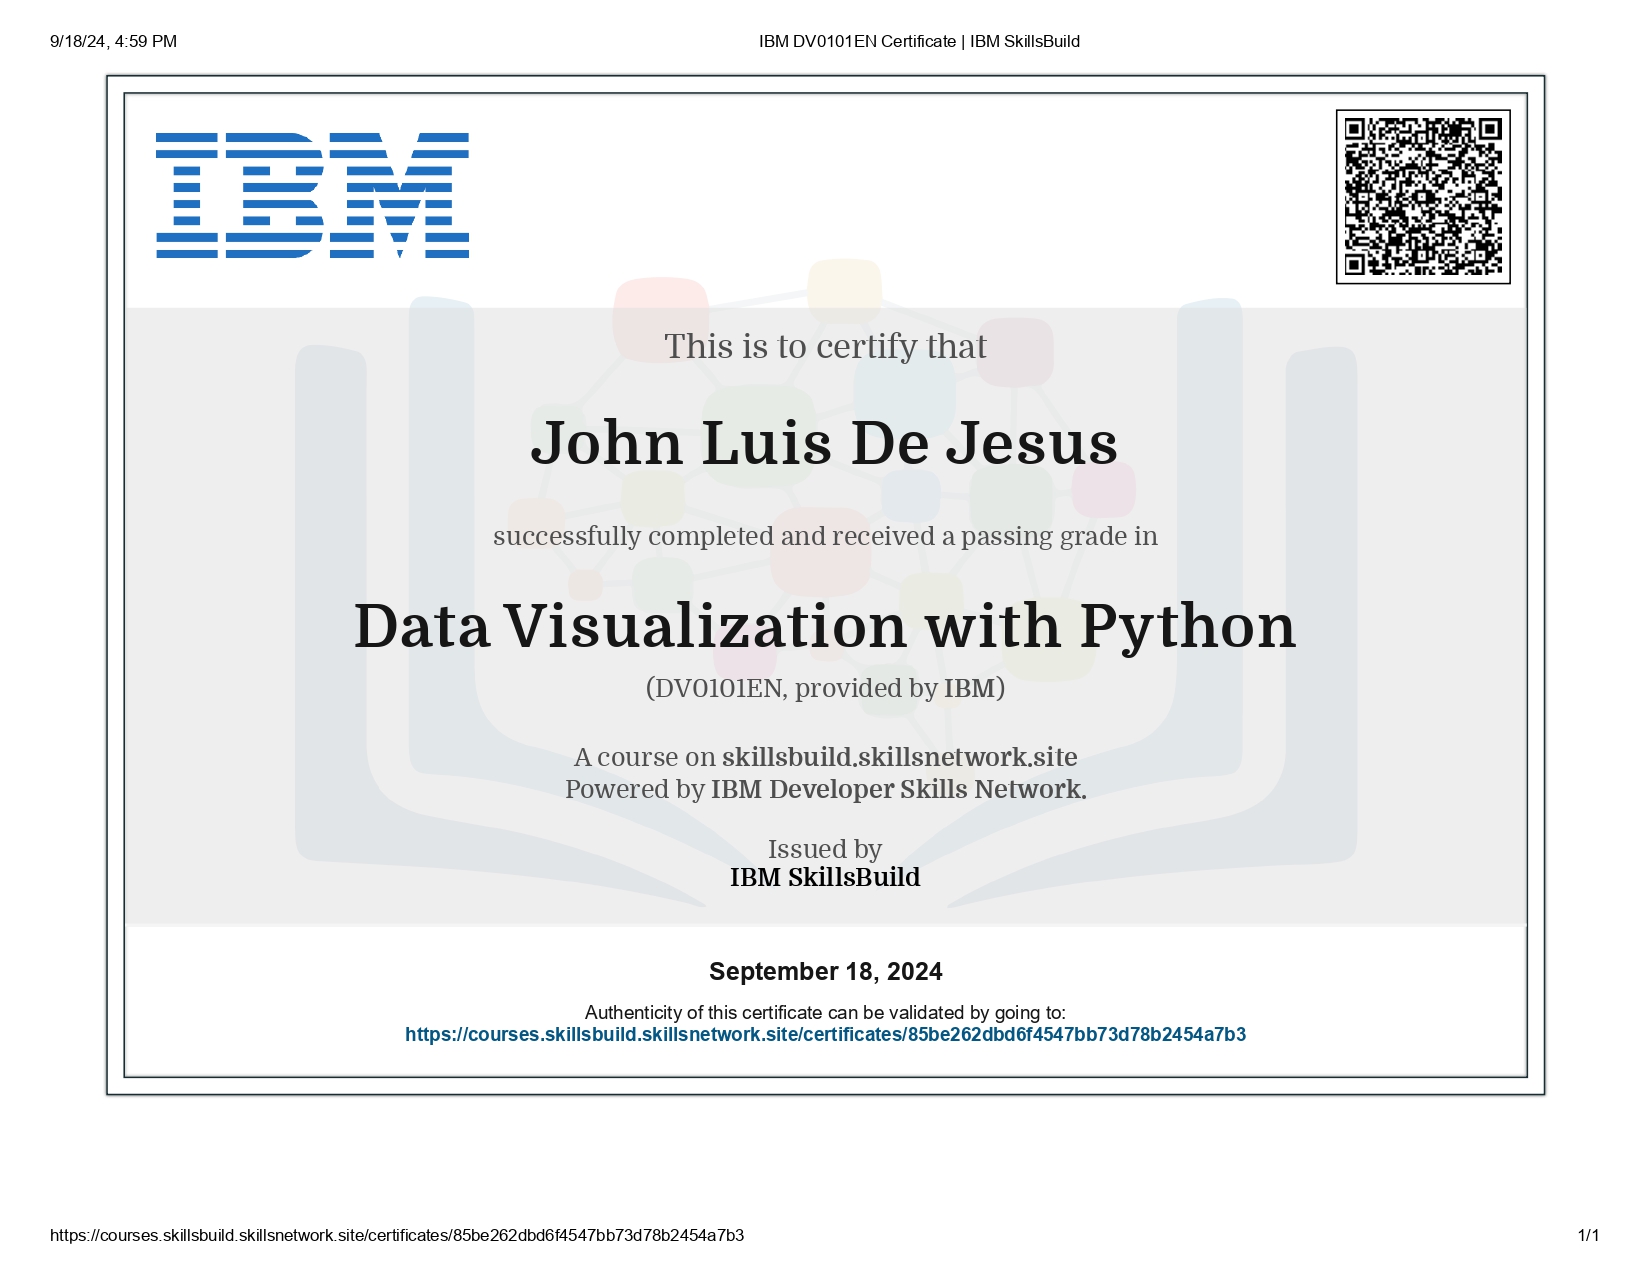 9/18/24, 4:59 PM
IBM DV0101EN Certificate | IBM SkillsBuild
IBM
This is to certify that
John Luis De Jesus
successfully completed and received a passing grade in
Data Visualization with Python
(DV0101EN, provided by IBM)
A course on skillsbuild.skillsnetwork.site
Powered by IBM Developer Skills Network.
Issued by
IBM SkillsBuild
September 18, 2024
Authenticity of this certificate can be validated by going to:
https://courses.skillsbuild.skillsnetwork.site/certificates/85be262dbd6f4547bb73d78b2454a7b3
https://courses.skillsbuild.skillsnetwork.site/certificates/85be262dbd6f4547bb73d78b2454a7b3
1/1